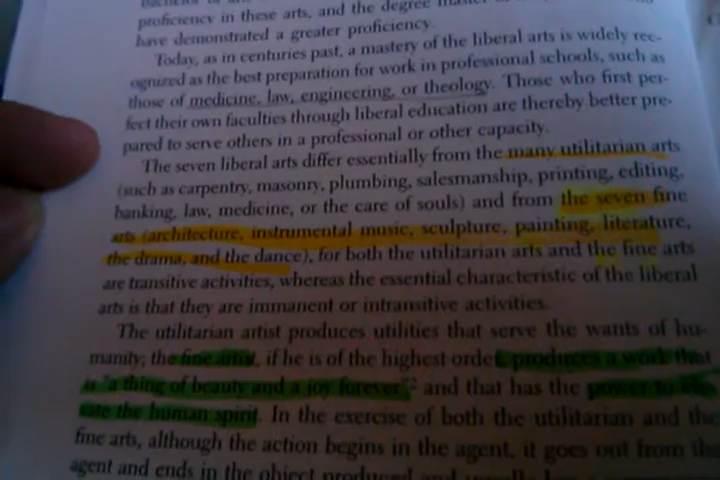 proficiency in these arts, and the degree master
have demonstrated a greater proficiency.
Today, as in centuries past, a mastery of the liberal arts is widely rec-
ognized as the best preparation for work in professional schools, such as
those of medicine, law, engineering, or theology. Those who first per-
fect their own faculties through liberal education are thereby better pre-
pared to serve others in a professional or other capacity.
The seven liberal arts differ essentially from the many utilitarian arts
(such as carpentry, masonry, plumbing, salesmanship, printing, editing,
banking, law, medicine, or the care of souls) and from the seven fine
arts (architecture, instrumental music, sculpture, painting, literature,
the drama, and the dance), for both the utilitarian arts and the fine arts
are transitive activities, whereas the essential characteristic of the liberal
arts is that they are immanent or intransitive activities.
The utilitarian artist produces utilities that serve the wants of hu-
manity; the fine artist, if he is of the highest order, produces a work that
is "a thing of beauty and a joy forever"2 and that has the power to
the human spirit. In the exercise of both the utilitarian and the
fine arts, although the action begins in the agent, it goes out from the
agent and ends in the object produced and usually